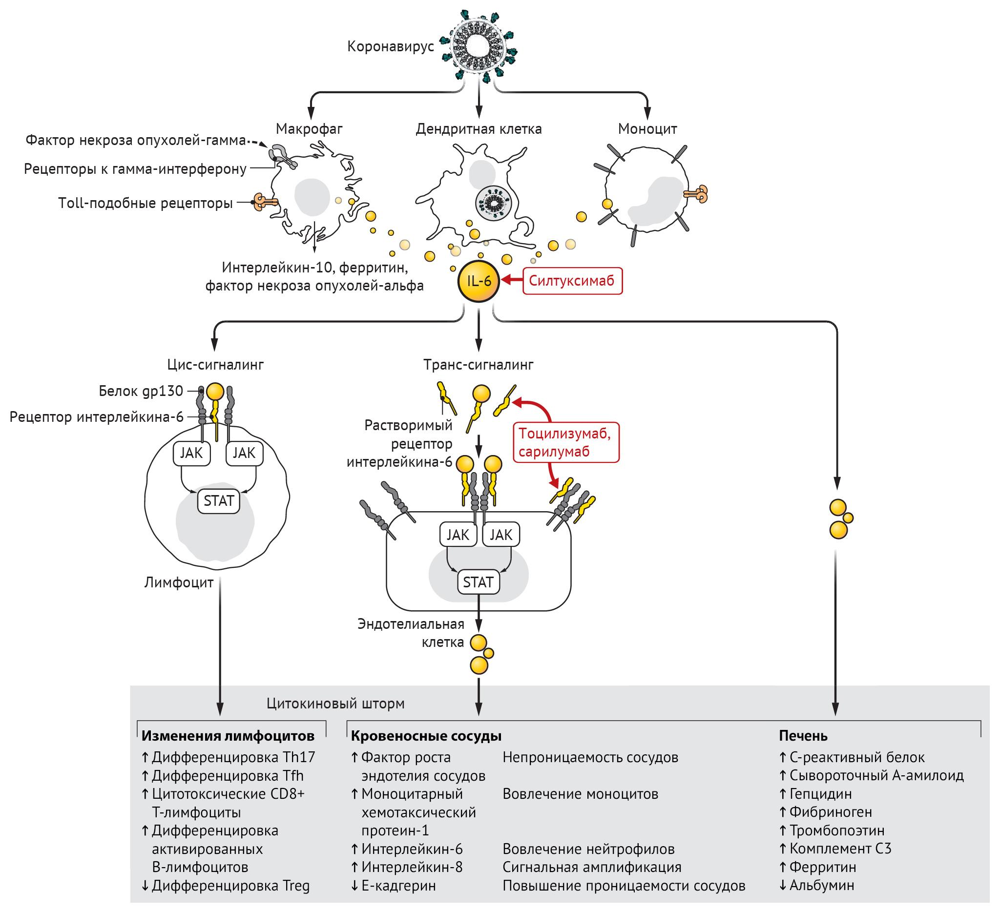 Коронавирус
Макрофаг
Дендритная клетка
Моноцит
Фактор некроза опухолей-гамма
Рецепторы к гамма-интерферону
Toll-подобные рецепторы
Интерлейкин-10, ферритин,
фактор некроза опухолей-альфа
IL-6
Силтуксимаб
Цис-сигналинг
Транс-сигналинг
Белок gp130
Рецептор интерлейкина-6
JAK
JAK
STAT
Лимфоцит
Растворимый
рецептор
интерлейкина-6
Тоцилизумаб,
сарилумаб
JAK
JAK
STAT
Эндотелиальная
клетка
Цитокиновый шторм
Изменения лимфоцитов
↑ Дифференцировка Th17
↑ Дифференцировка Tfh
↑ Цитотоксические CD8+
Т-лимфоциты
↑ Дифференцировка
активированных
В-лимфоцитов
↓ Дифференцировка Treg
Кровеносные сосуды
↑ Фактор роста
эндотелия сосудов
Непроницаемость сосудов
↑ Моноцитарный
хемотаксический
протеин-1
Вовлечение моноцитов
↑ Интерлейкин-6
Вовлечение нейтрофилов
↑ Интерлейкин-8
Сигнальная амплификация
↓ Е-кадгерин
Повышение проницаемости сосудов
Печень
↑ С-реактивный белок
↑ Сывороточный А-амилоид
↑ Гепцидин
↑ Фибриноген
↑ Тромбопоэтин
↑ Комплемент С3
↑ Ферритин
↓ Альбумин